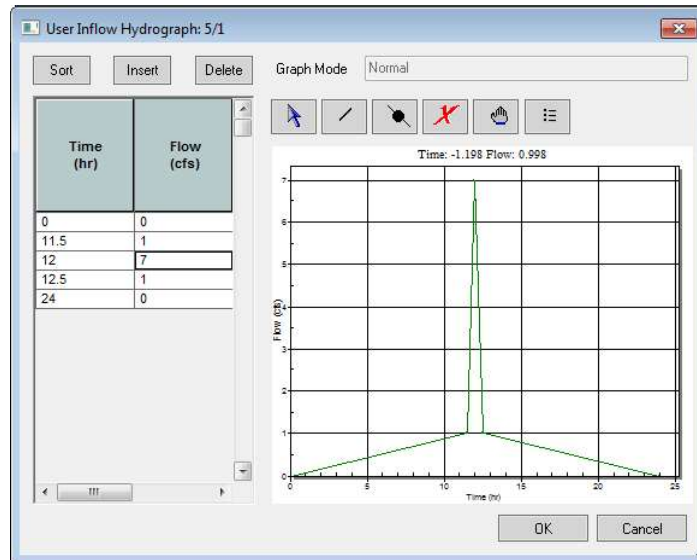 User Inflow Hydrograph: 5/1
Sort Insert Delete Graph Mode Normal
Time (hr) Flow (cfs)
0 0
11.5 1
12 7
12.5 1
24 0
Time: -1.198 Flow: 0.998
7
6
5
4
3
2
1
0
Flow (cfs)
0 5 10 15 20 25
Time (hr)
OK Cancel